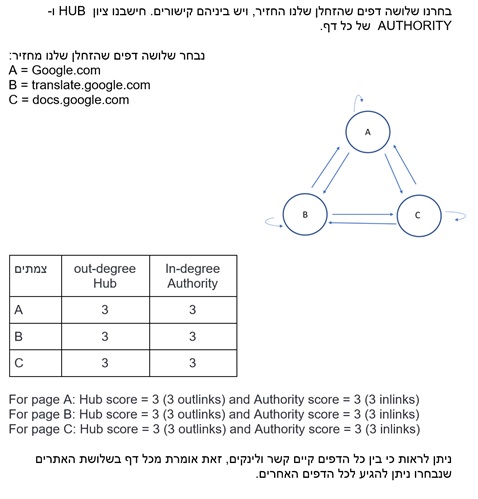 בחרנו שלושה דפים שהזחלן שלנו החזיר, ויש ביניהם קישורים. חישבנו ציון HUB ו-
AUTHORITY של כל דף.
נבחר שלושה דפים שהזחלן שלנו מחזיר:
A = Google.com
B = translate.google.com
C = docs.google.com
A
B
C
צמתים out-degree Hub In-degree Authority
A 3 3
B 3 3
C 3 3
For page A: Hub score = 3 (3 outlinks) and Authority score = 3 (3 inlinks)
For page B: Hub score = 3 (3 outlinks) and Authority score = 3 (3 inlinks)
For page C: Hub score = 3 (3 outlinks) and Authority score = 3 (3 inlinks)
ניתן לראות כי בין כל הדפים קיים קשר ולינקים, זאת אומרת מכל דף בשלושת האתרים
שנבחרו ניתן להגיע לכל הדפים האחרים.